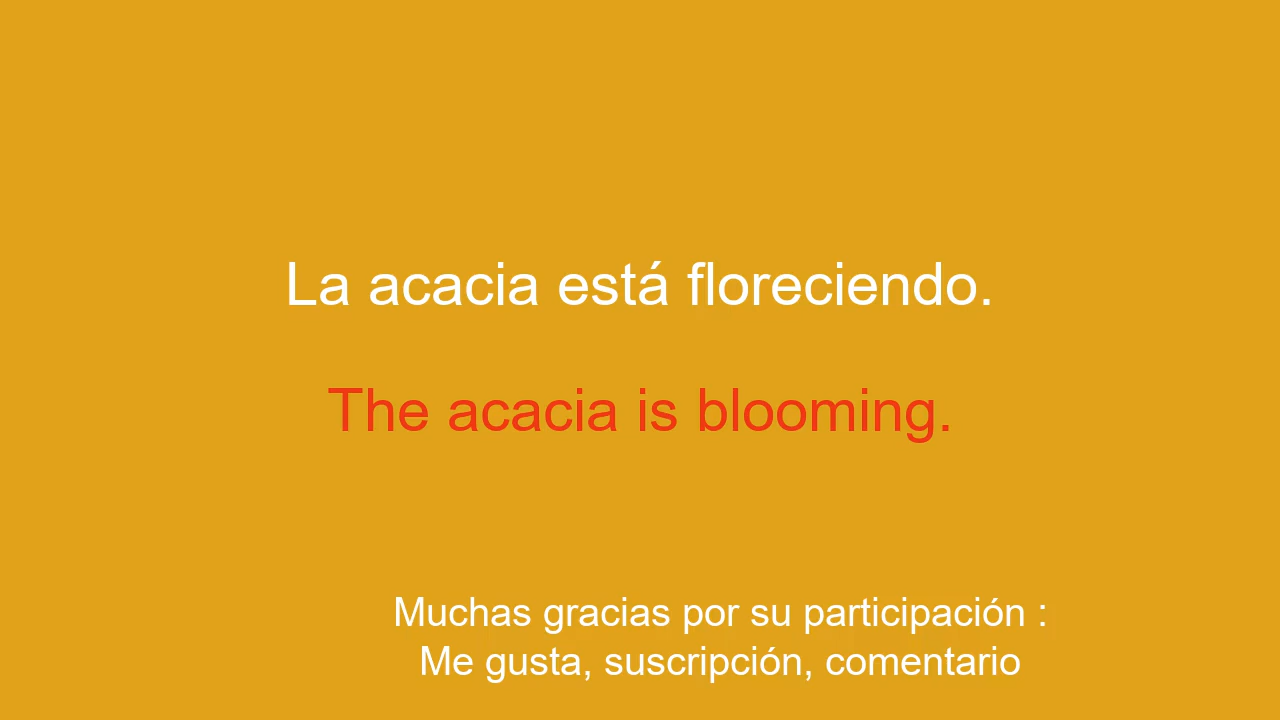 La acacia está floreciendo.
The acacia is blooming.
Muchas gracias por su participación :
Me gusta, suscripción, comentario